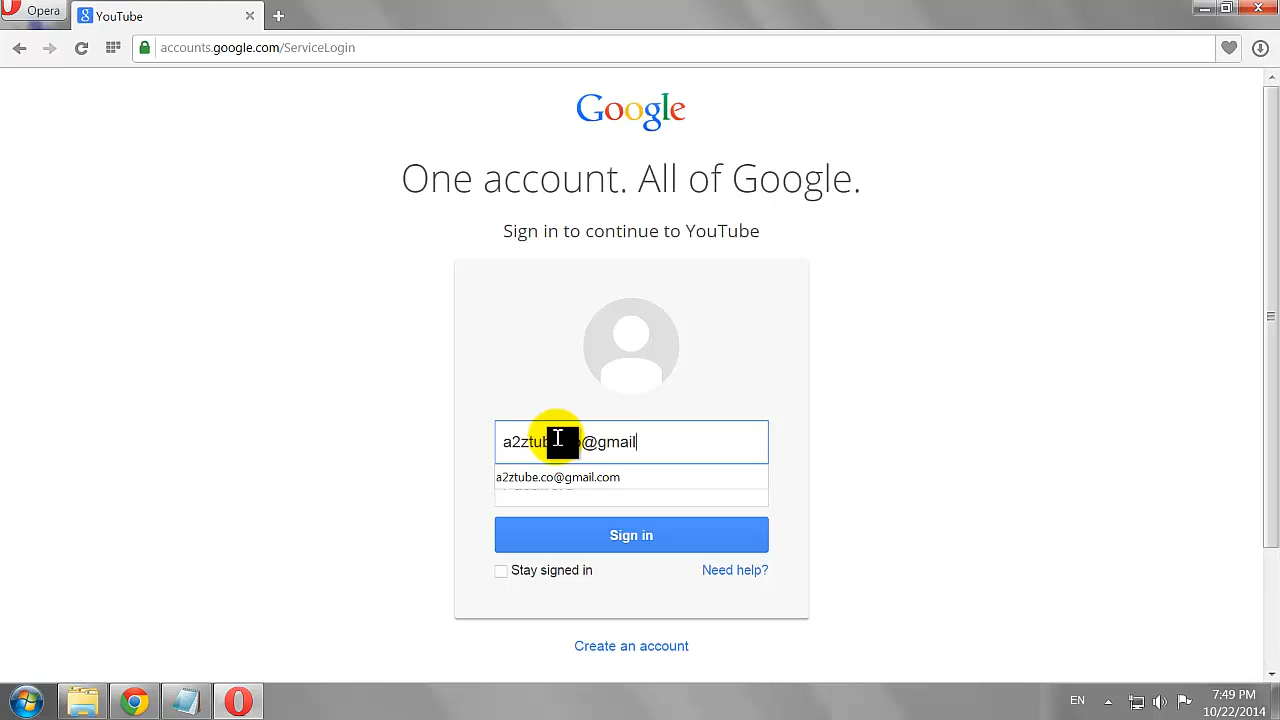 Opera
YouTube
accounts.google.com/ServiceLogin
Google
One account. All of Google.
Sign in to continue to YouTube
a2ztube.co@gmail
a2ztube.co@gmail.com
Sign in
Stay signed in
Need help?
Create an account
EN
7:49 PM
10/22/2014